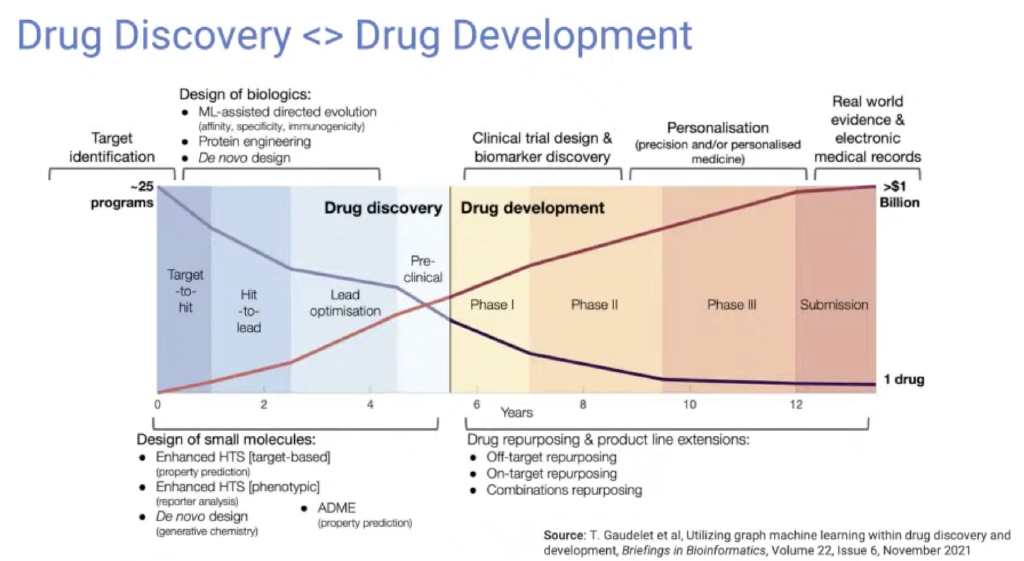 Drug Discovery <> Drug Development
Target
identification
Design of biologics:
• ML-assisted directed evolution
(affinity, specificity, immunogenicity)
• Protein engineering
• De novo design
Clinical trial design &
biomarker discovery
Personalisation
(precision and/or personalised
medicine)
Real world
evidence &
electronic
medical records
~25
programs
Drug discovery
Drug development
>$1
Billion
Target
-to-
hit
Hit
-to-
lead
Lead
optimisation
Pre-
clinical
Phase I
Phase II
Phase III
Submission
1 drug
0 2 4 6 8 10 12
Years
Design of small molecules:
• Enhanced HTS [target-based]
(property prediction)
• Enhanced HTS [phenotypic]
(reporter analysis)
• De novo design
(generative chemistry)
• ADME
(property prediction)
Drug repurposing & product line extensions:
• Off-target repurposing
• On-target repurposing
• Combinations repurposing
Source: T. Gaudelet et al, Utilizing graph machine learning within drug discovery and
development, Briefings in Bioinformatics, Volume 22, Issue 6, November 2021